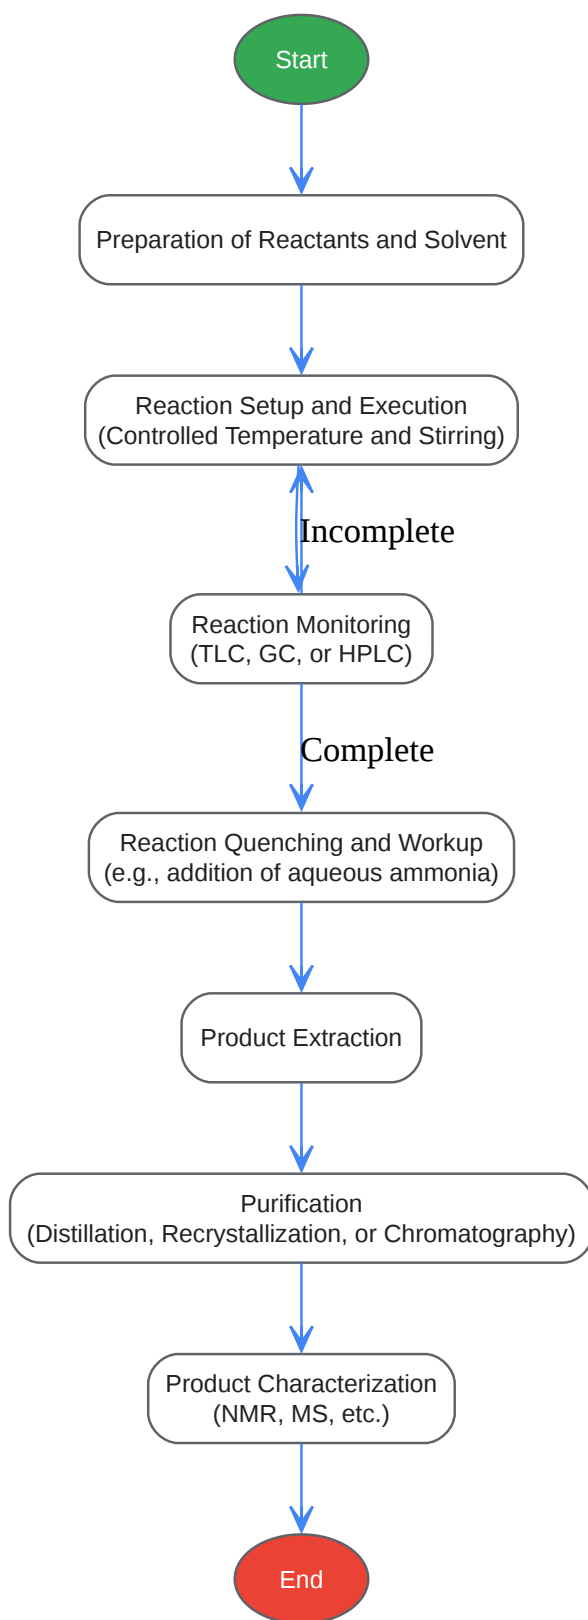 Start
Preparation of Reactants and Solvent
Reaction Setup and Execution
(Controlled Temperature and Stirring)
Incomplete
Reaction Monitoring
(TLC, GC, or HPLC)
Complete
Reaction Quenching and Workup
(e.g., addition of aqueous ammonia)
Product Extraction
Purification
(Distillation, Recrystallization, or Chromatography)
Product Characterization
(NMR, MS, etc.)
End